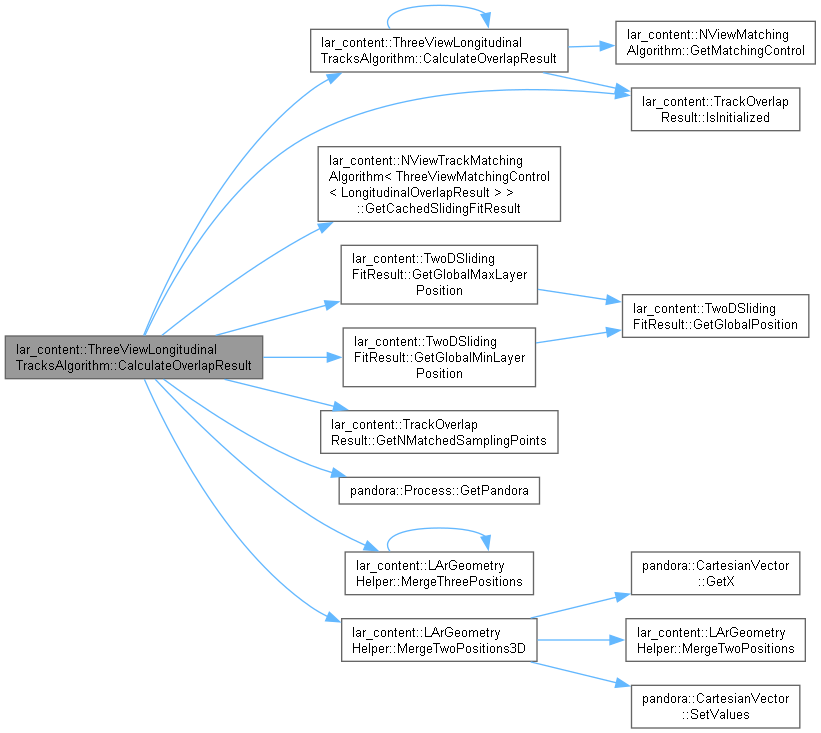 lar_content::ThreeViewLongitudinal
TracksAlgorithm::CalculateOverlapResult
lar_content::ThreeViewLongitudinal
TracksAlgorithm::CalculateOverlapResult
lar_content::NViewMatching
Algorithm::GetMatchingControl
lar_content::TrackOverlap
Result::IsInitialized
lar_content::NViewTrackMatching
Algorithm< ThreeViewMatchingControl
< LongitudinalOverlapResult > >
::GetCachedSlidingFitResult
lar_content::TwoDSliding
FitResult::GetGlobalMaxLayer
Position
lar_content::TwoDSliding
FitResult::GetGlobalPosition
lar_content::TwoDSliding
FitResult::GetGlobalMinLayer
Position
lar_content::TrackOverlap
Result::GetNMatchedSamplingPoints
pandora::Process::GetPandora
lar_content::LArGeometry
Helper::MergeThreePositions
lar_content::LArGeometry
Helper::MergeTwoPositions3D
pandora::CartesianVector
::GetX
lar_content::LArGeometry
Helper::MergeTwoPositions
pandora::CartesianVector
::SetValues